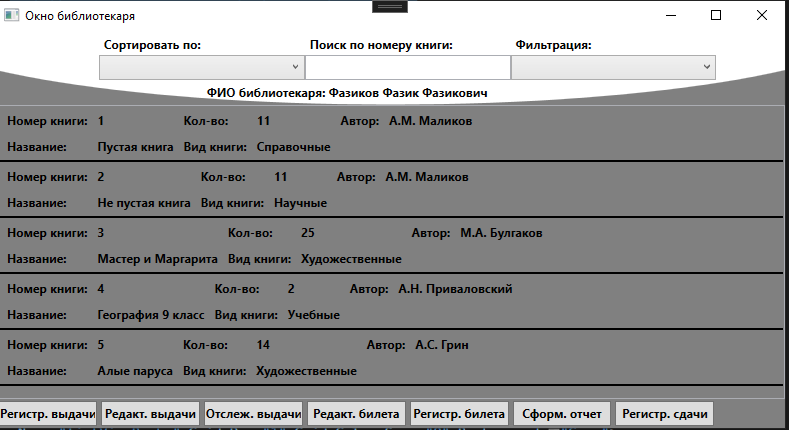 Окно библиотекаря
Сортировать по: Поиск по номеру книги: Фильтрация:
ФИО библиотекаря: Фазиков Фазик Фазикович
Номер книги: 1 Кол-во: 11 Автор: А.М. Маликов
Название: Пустая книга Вид книги: Справочные
Номер книги: 2 Кол-во: 11 Автор: А.М. Маликов
Название: Не пустая книга Вид книги: Научные
Номер книги: 3 Кол-во: 25 Автор: М.А. Булгаков
Название: Мастер и Маргарита Вид книги: Художественные
Номер книги: 4 Кол-во: 2 Автор: А.Н. Приваловский
Название: География 9 класс Вид книги: Учебные
Номер книги: 5 Кол-во: 14 Автор: А.С. Грин
Название: Алые паруса Вид книги: Художественные
Регистр. выдачи Редакт. выдачи Отслеж. выдачи Редакт. билета Регистр. билета Сформ. отчет Регистр. сдачи